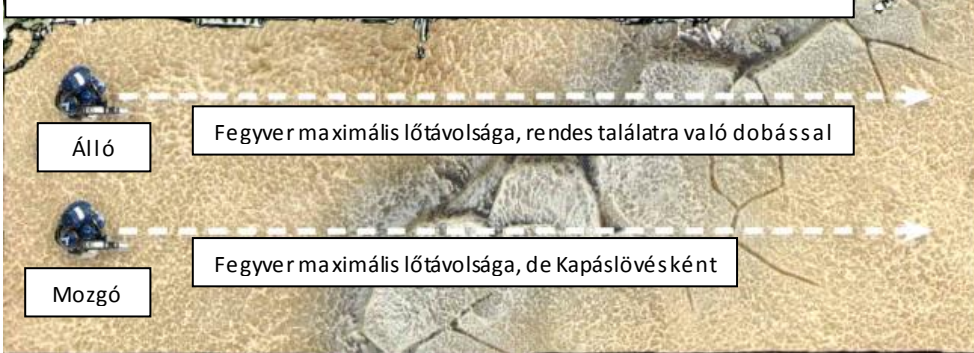 Álló
Fegyver maximális lőtávolsága, rendes találatra való dobással
Mozgó
Fegyver maximális lőtávolsága, de Kapáslövésként